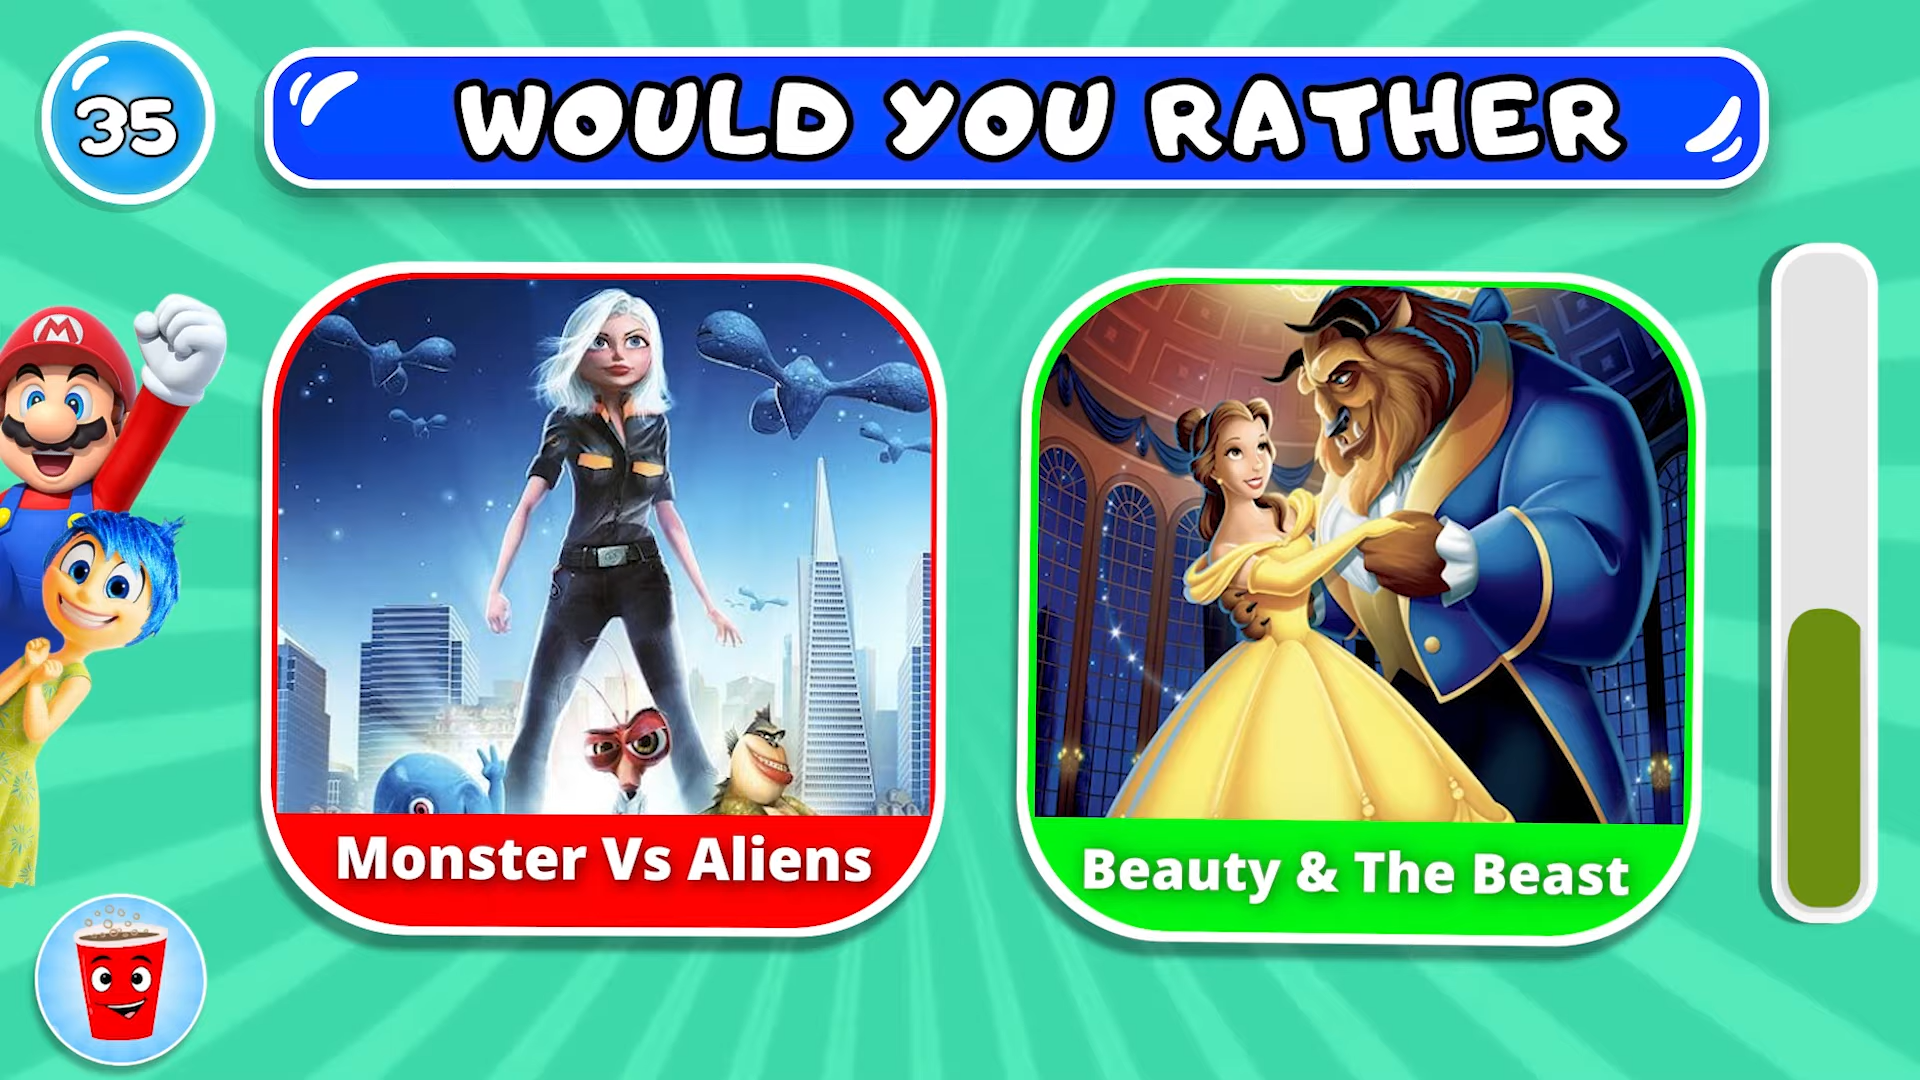 35
WOULD YOU RATHER
M
Monster Vs Aliens
Beauty & The Beast